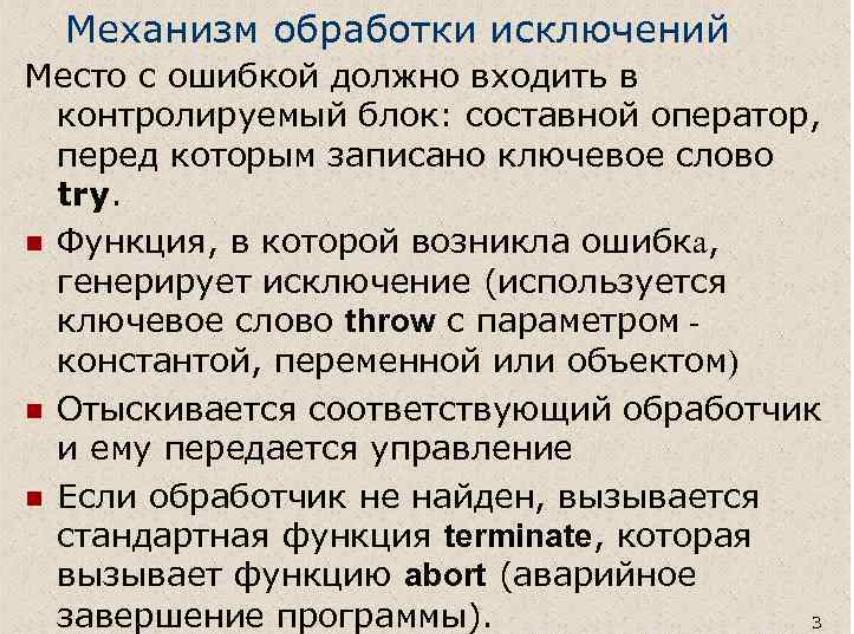 Механизм обработки исключений
Место с ошибкой должно входить в
контролируемый блок: составной оператор,
перед которым записано ключевое слово
try.
Функция, в которой возникла ошибка,
генерирует исключение (используется
ключевое слово throw с параметром -
константой, переменной или объектом)
Отыскивается соответствующий обработчик
и ему передается управление
Если обработчик не найден, вызывается
стандартная функция terminate, которая
вызывает функцию abort (аварийное
завершение программы).
3